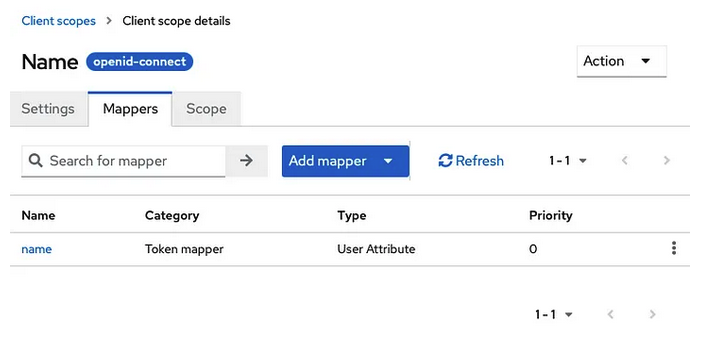 Client scopes > Client scope details
Name openid-connect Action
Settings Mappers Scope
Search for mapper Add mapper Refresh 1 - 1
Name Category Type Priority
name Token mapper User Attribute 0
1 - 1